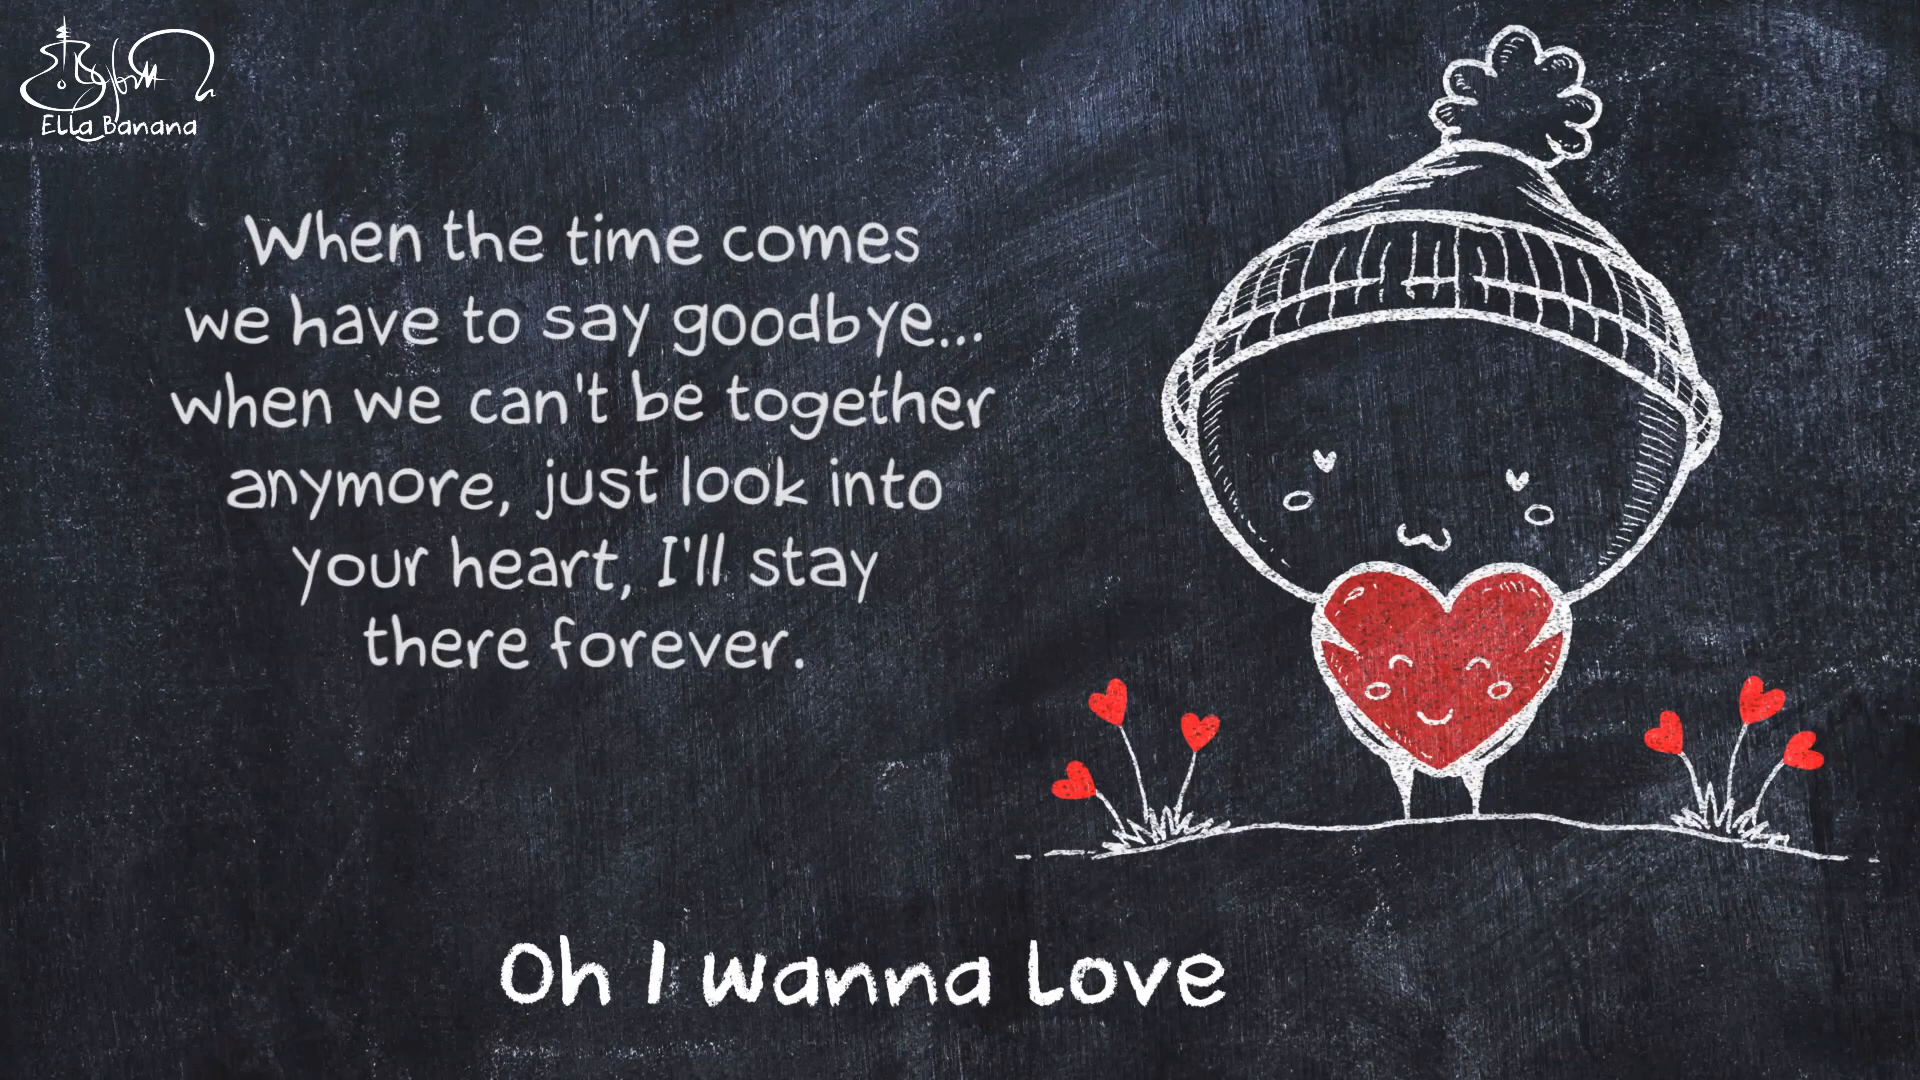 Ella Banana
When the time comes
we have to say goodbye...
when we can't be together
anymore, just look into
your heart, I'll stay
there forever.
Oh I wanna Love